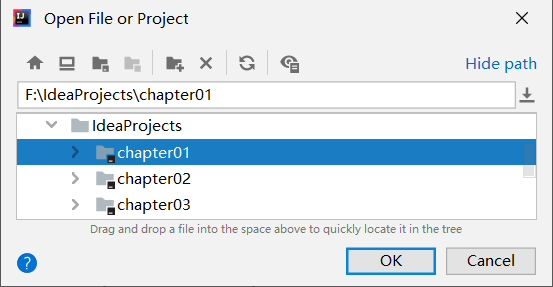 Open File or Project
Hide path
F:\IdeaProjects\chapter01
IdeaProjects
chapter01
chapter02
chapter03
Drag and drop a file into the space above to quickly locate it in the tree
?
OK
Cancel